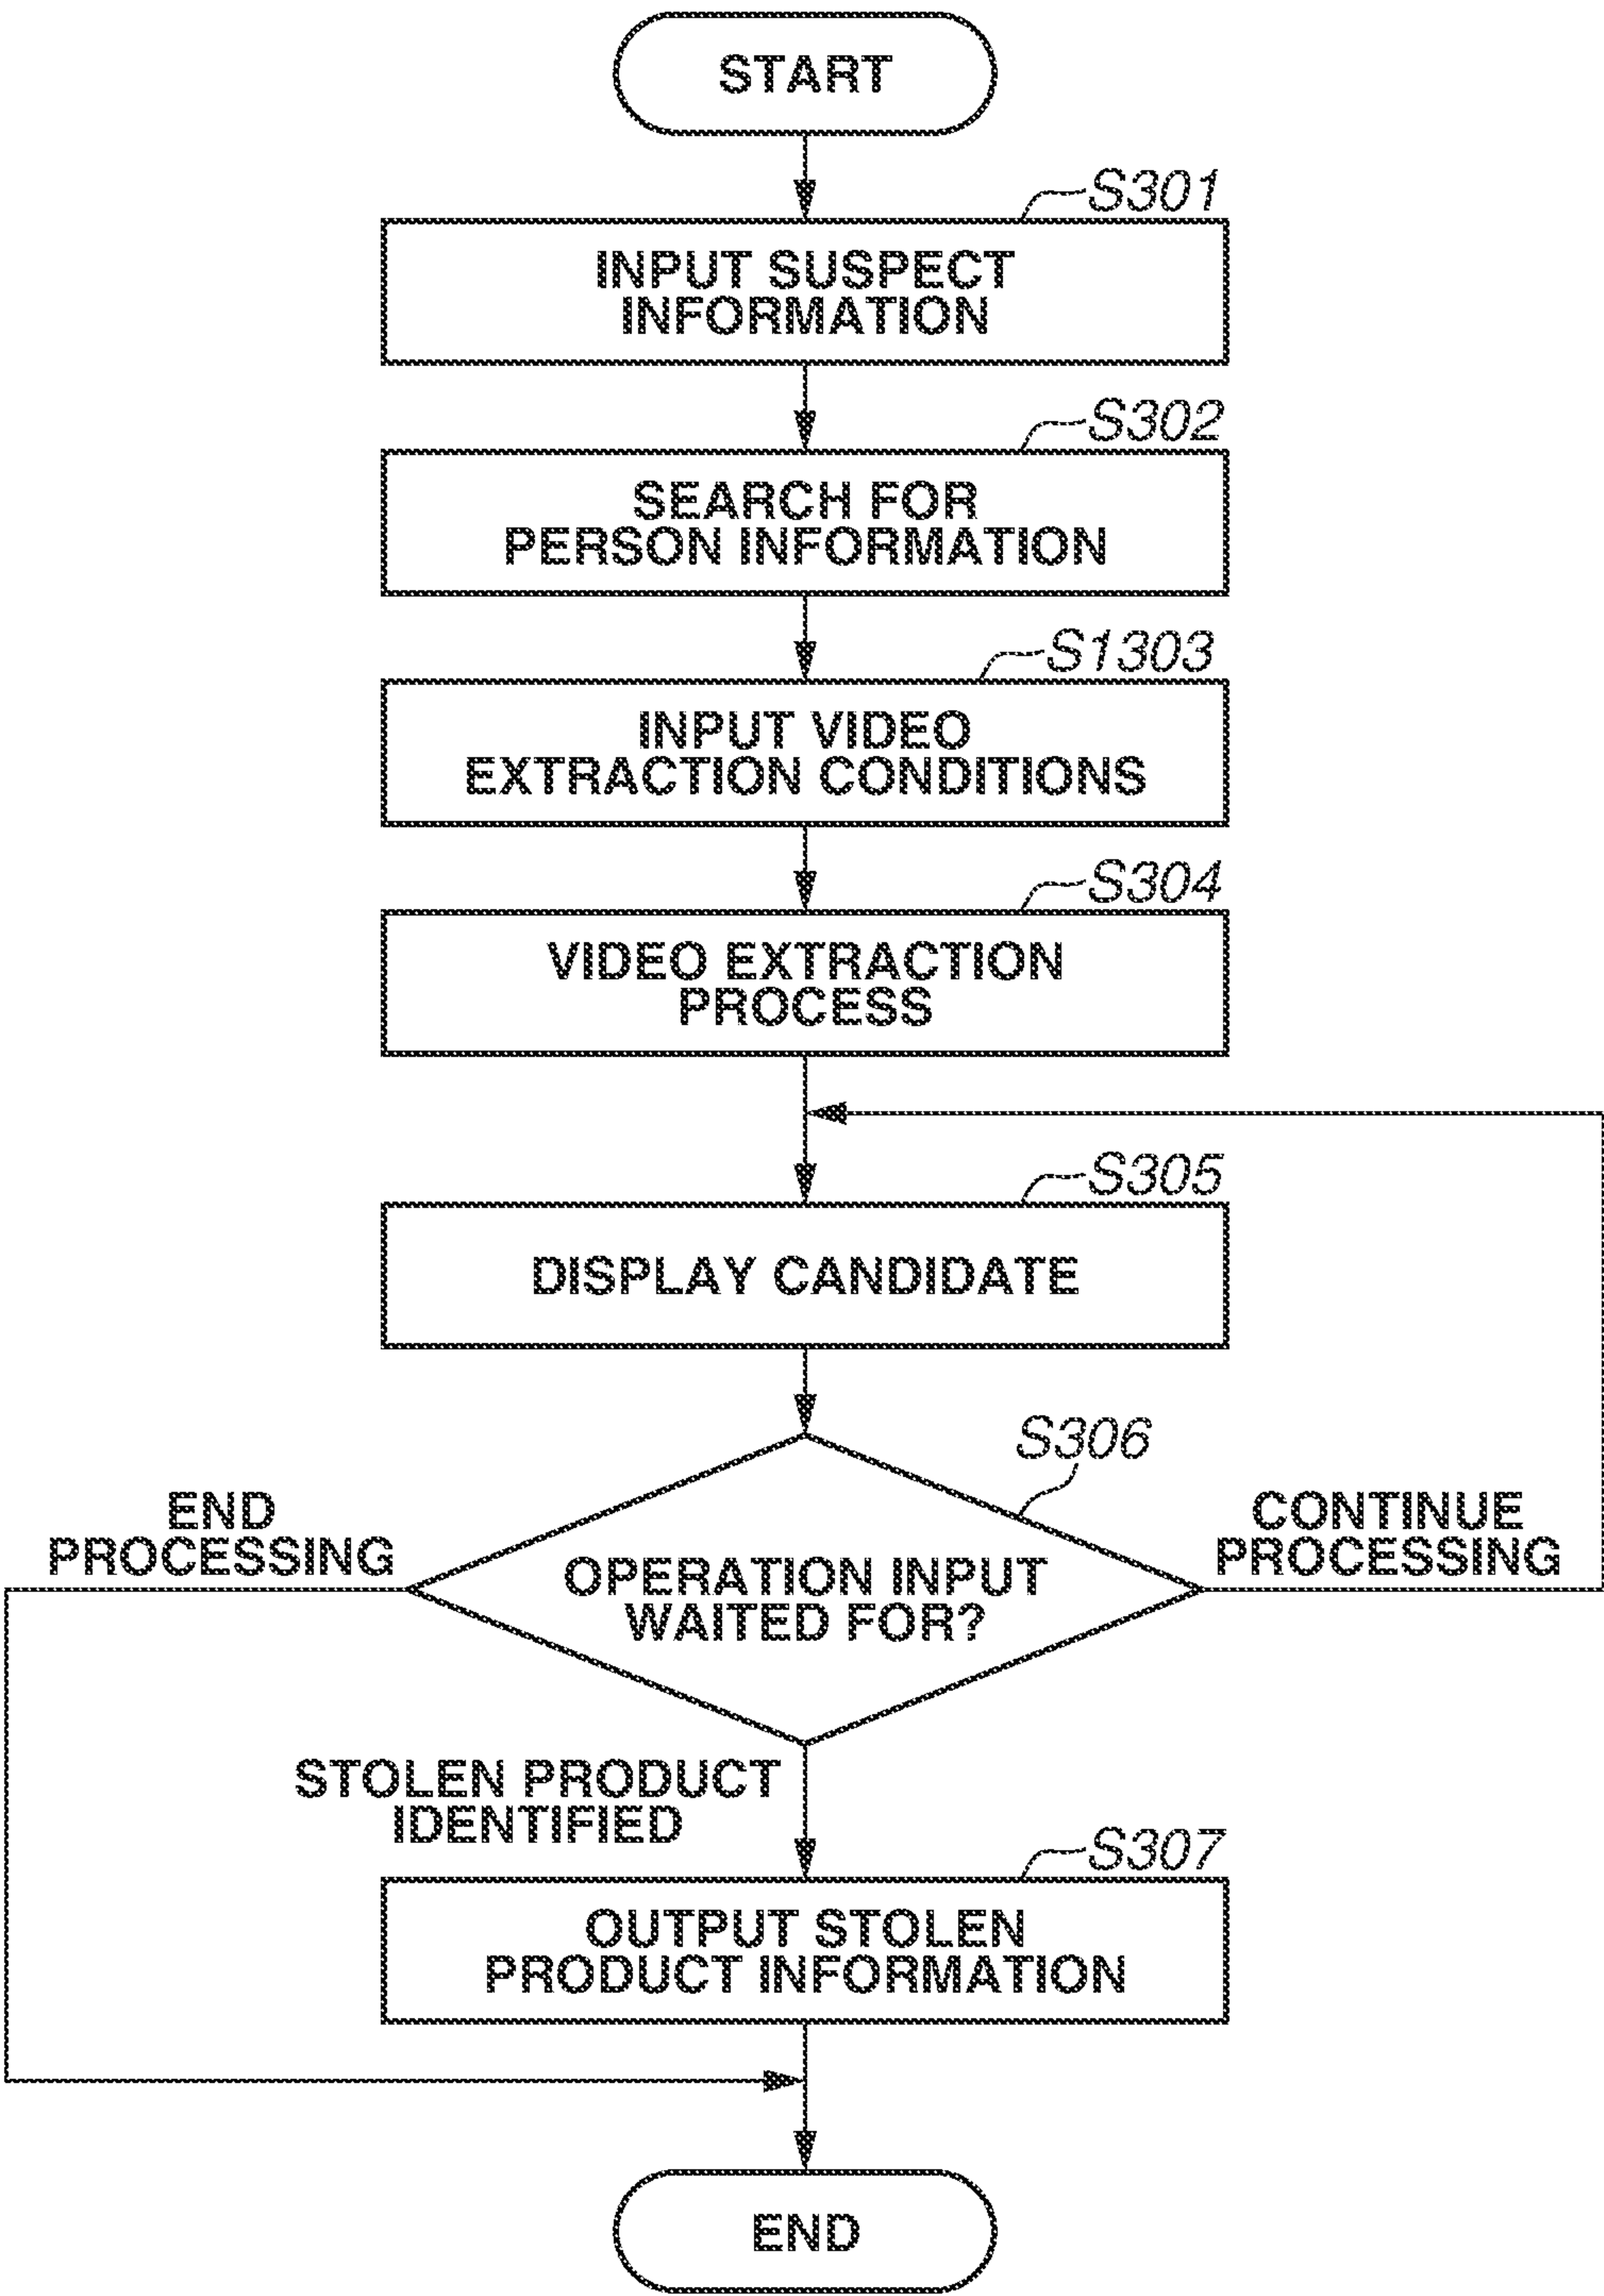 START
S301
INPUT SUSPECT
INFORMATION
S302
SEARCH FOR
PERSON INFORMATION
S1303
INPUT VIDEO
EXTRACTION CONDITIONS
S304
VIDEO EXTRACTION
PROCESS
S305
DISPLAY CANDIDATE
S306
END
PROCESSING
CONTINUE
PROCESSING
OPERATION INPUT
WAITED FOR?
STOLEN PRODUCT
IDENTIFIED
S307
OUTPUT STOLEN
PRODUCT INFORMATION
END